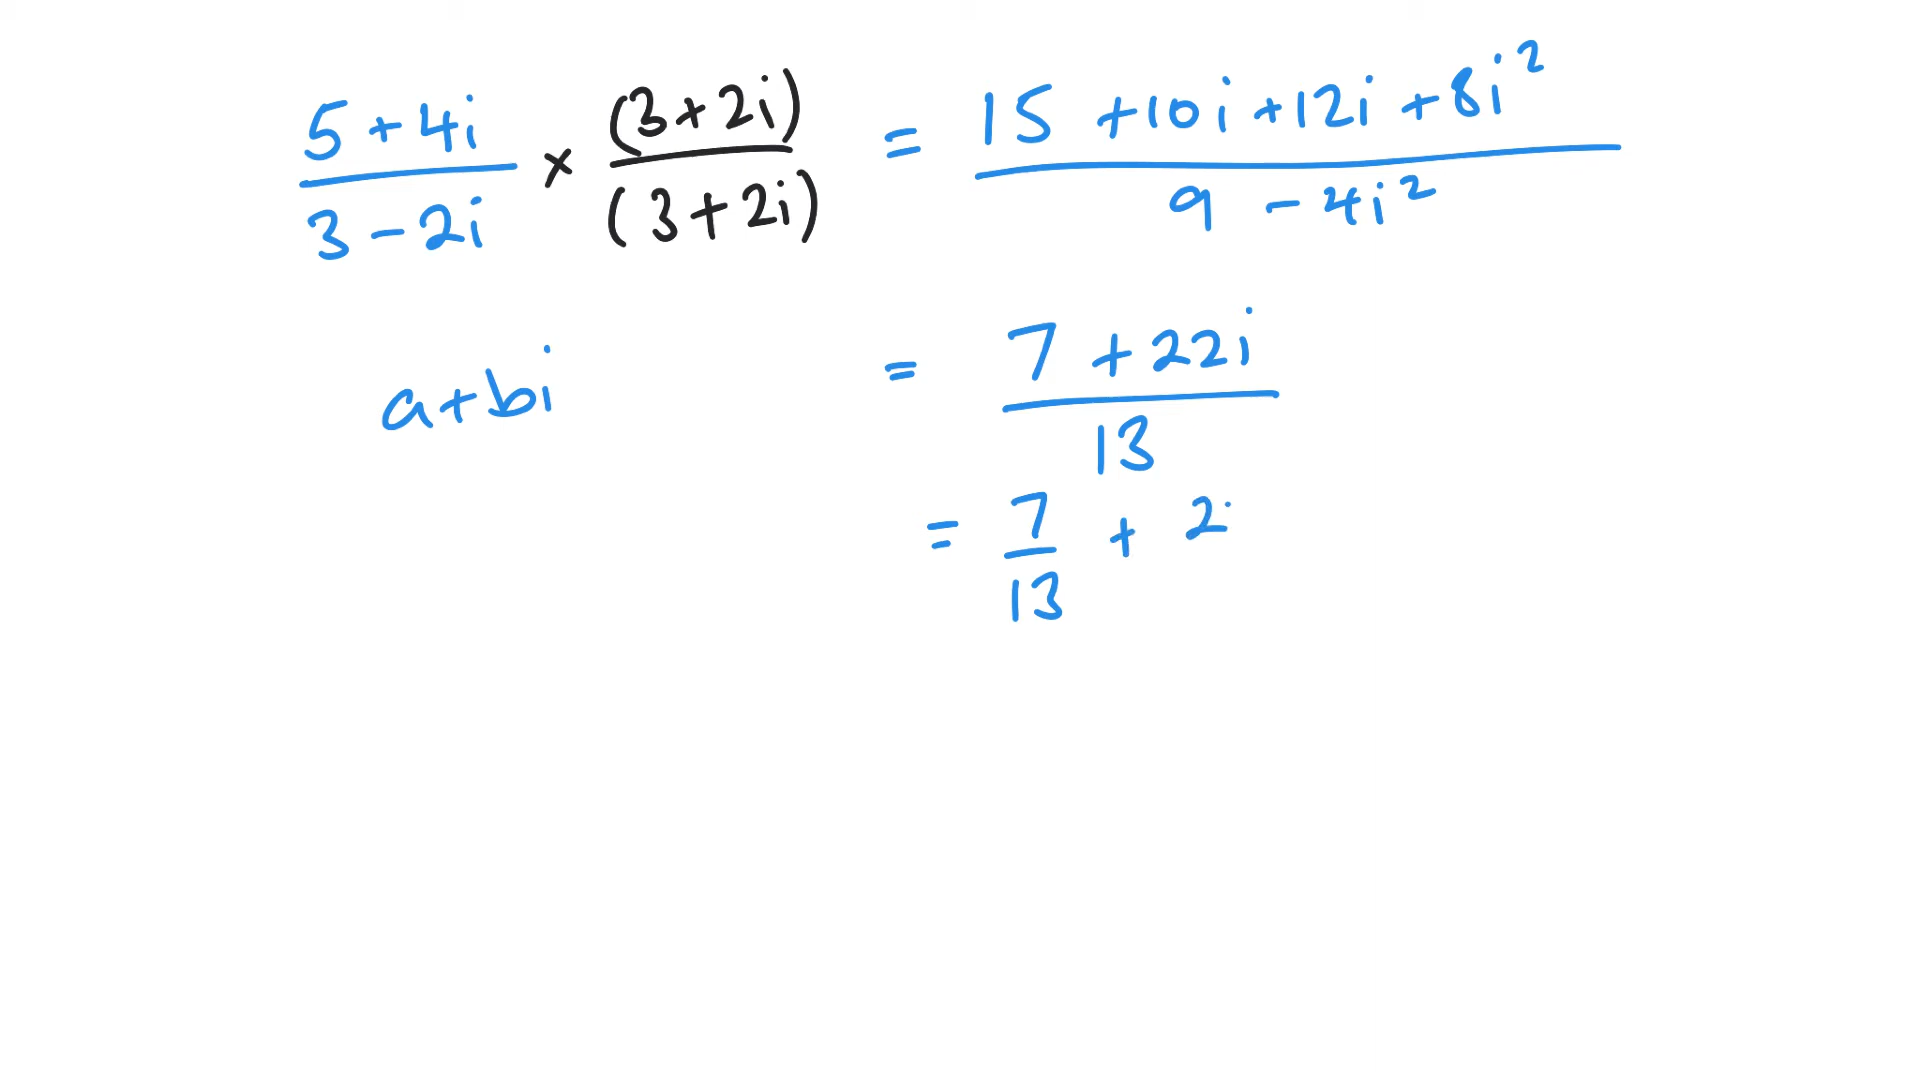 5+4i / 3-2i × (3+2i) / (3+2i) = 15 +10i +12i +8i² / 9 - 4i²
a+bi = 7 + 22i / 13
= 7/13 + 2